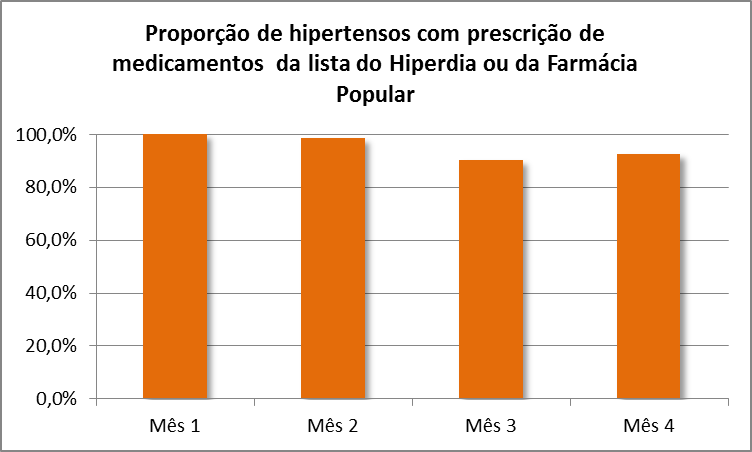 Proporção de hipertensos com prescrição de
medicamentos  da lista do Hiperdia ou da Farmácia
Popular
100,0%
80,0%
60,0%
40,0%
20,0%
0,0%
Mês 1
Mês 2
Mês 3
Mês 4